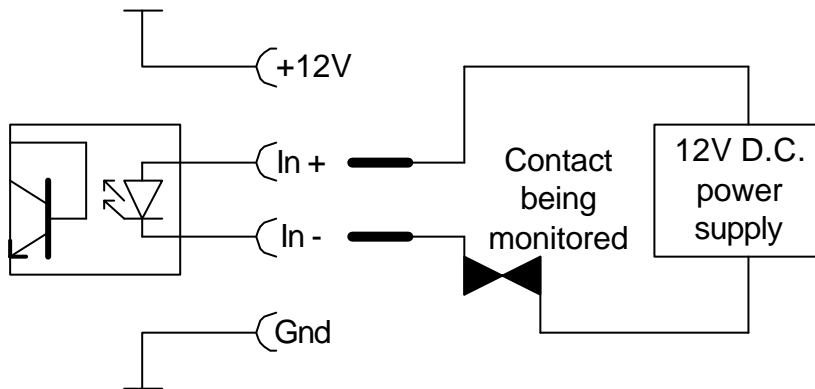 +12V
In +
In -
Gnd
Contact
being
monitored
12V D.C.
power
supply